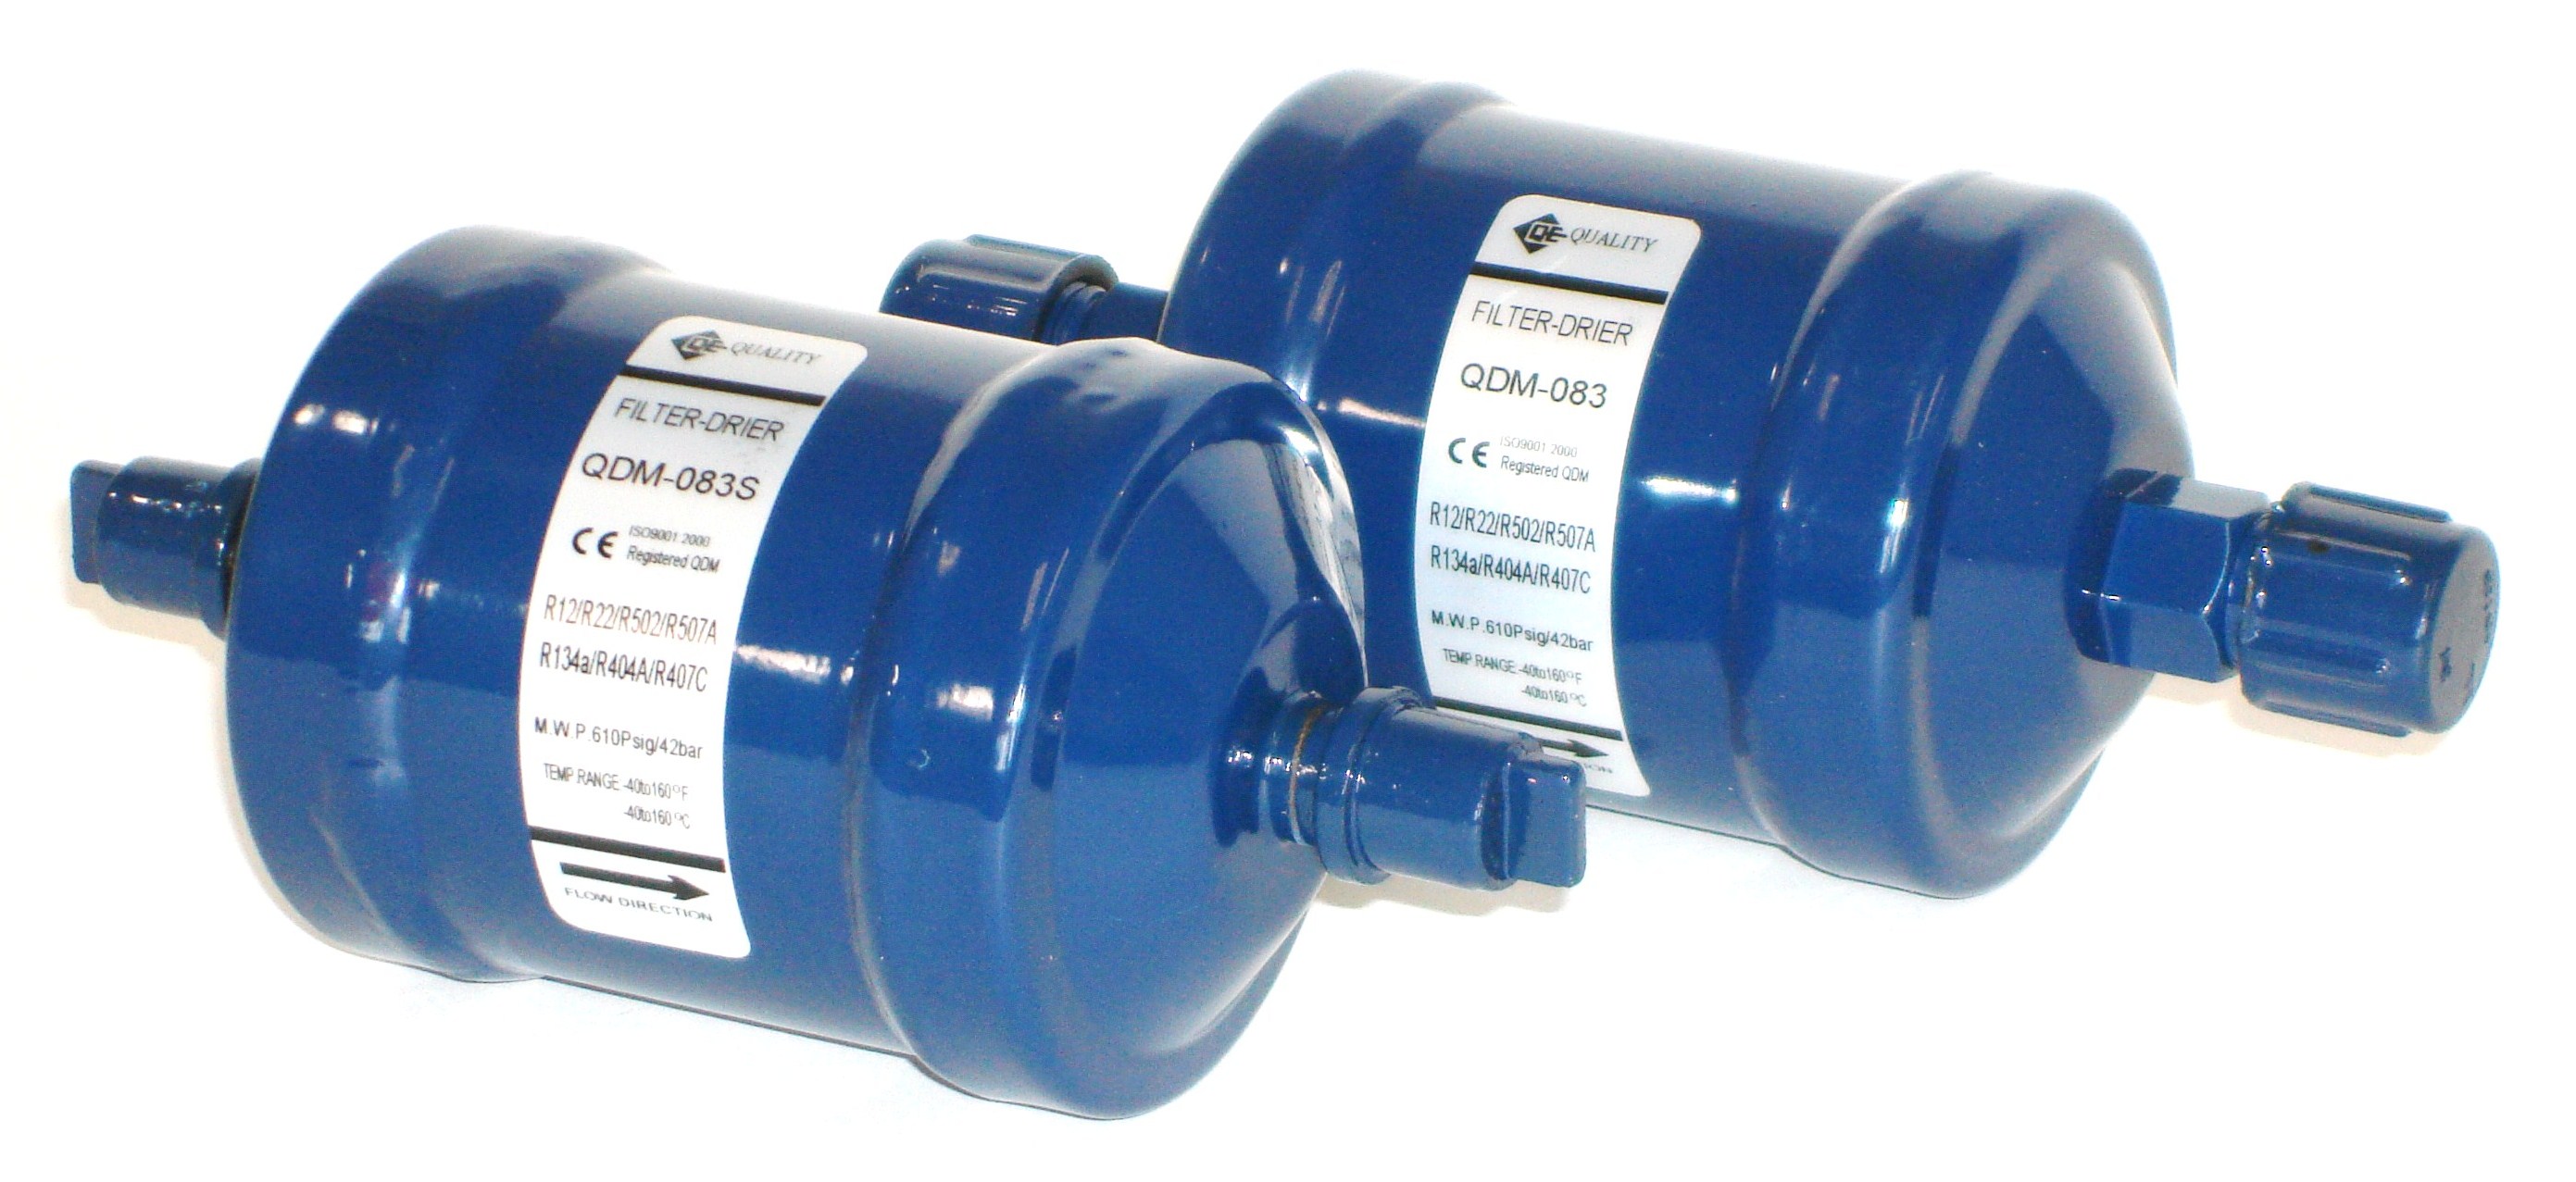 QE QUALITY
FILTER-DRIER
QDM-083S
CE ISO9001 2000
Registered QDM
R12/R22/R502/R507A
R134a/R404A/R407C
M.W.P.610Psig/42bar
TEMP.RANGE -40to160°F
-40to160°C
FLOW DIRECTION
QE QUALITY
FILTER-DRIER
QDM-083
CE ISO9001 2000
Registered QDM
R12/R22/R502/R507A
R134a/R404A/R407C
M.W.P.610Psig/42bar
TEMP.RANGE -40to160°F
-40to160°C